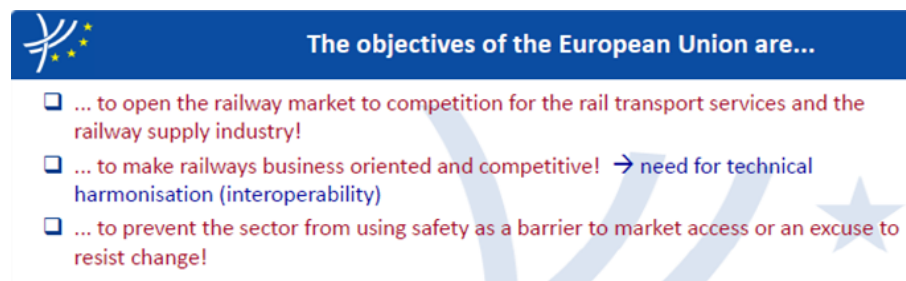 The objectives of the European Union are...
❑ ... to open the railway market to competition for the rail transport services and the
railway supply industry!
❑ ... to make railways business oriented and competitive! → need for technical
harmonisation (interoperability)
❑ ... to prevent the sector from using safety as a barrier to market access or an excuse to
resist change!